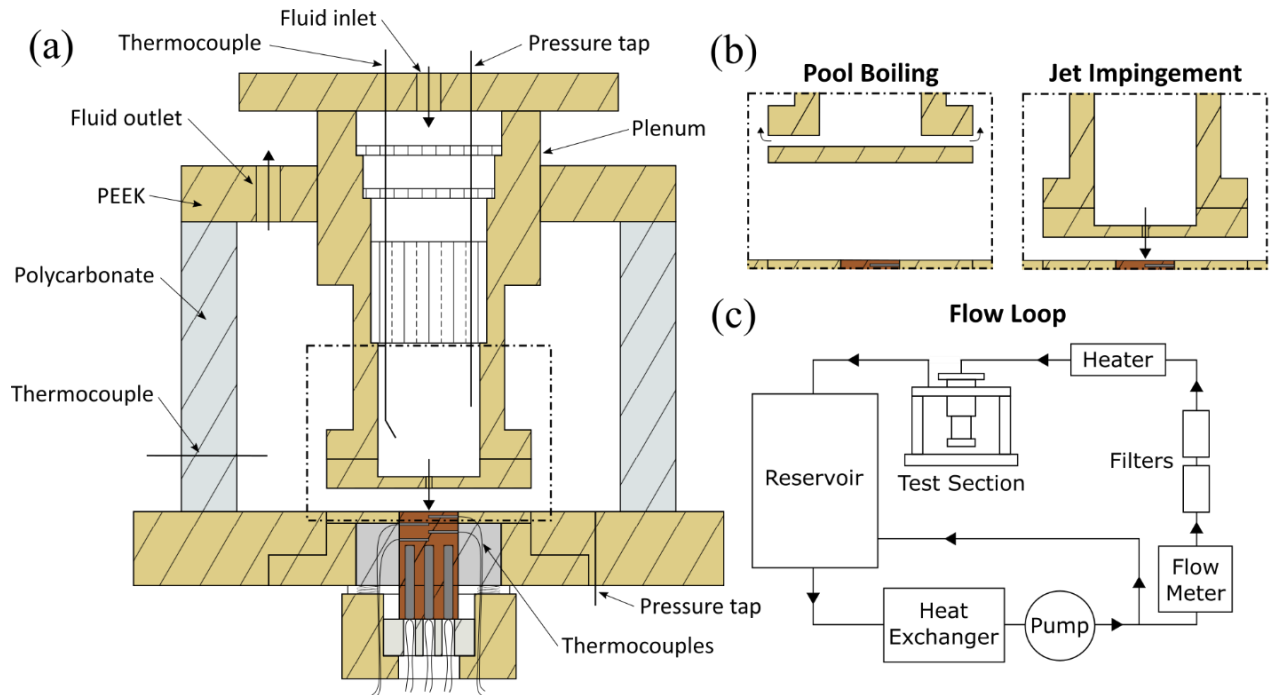 (a)
Fluid inlet
Thermocouple
Pressure tap
Fluid outlet
Plenum
PEEK
Polycarbonate
Thermocouple
Pressure tap
Thermocouples
(b)
Pool Boiling
Jet Impingement
(c)
Flow Loop
Heater
Reservoir
Test Section
Filters
Flow
Meter
Heat
Exchanger
Pump